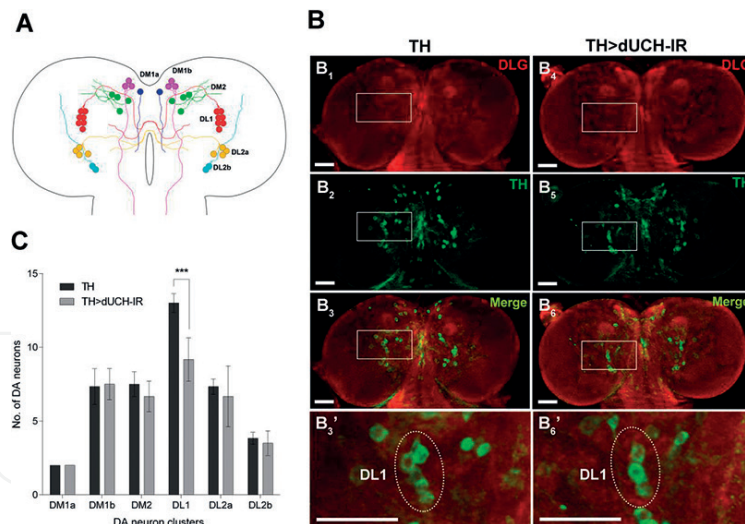 A
DM1a
DM1b
DM2
DL1
DL2a
DL2b
B
TH
TH>dUCH-IR
B1
DLG
B4
DLG
B2
TH
B5
TH
B3
Merge
B6
Merge
B3'
DL1
B6'
DL1
C
15
10
5
0
No. of DA neurons
TH
TH>dUCH-IR
***
DM1a DM1b DM2 DL1 DL2a DL2b
DA neuron clusters